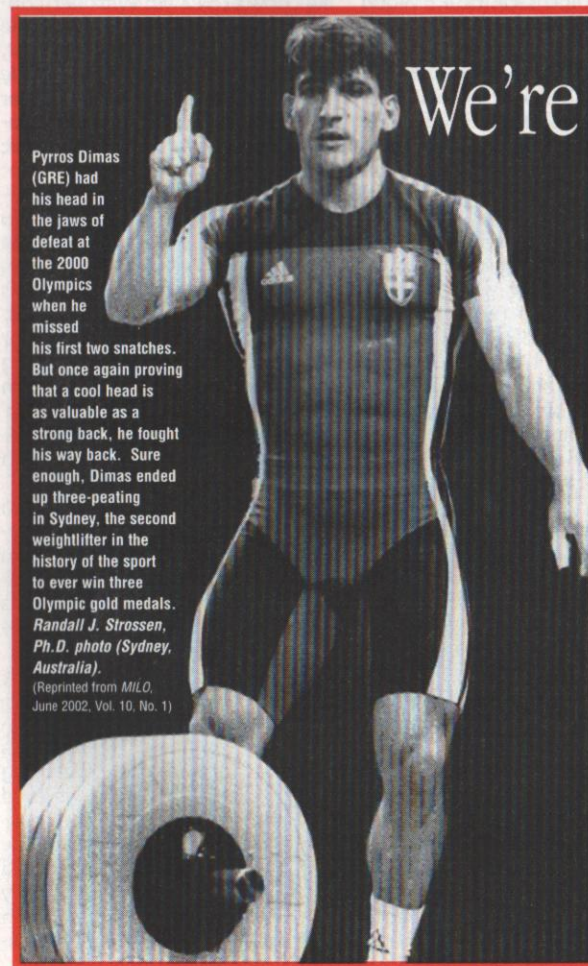 We're
Pyrros Dimas
(GRE) had
his head in
the jaws of
defeat at
the 2000
Olympics
when he
missed
his first two snatches.
But once again proving
that a cool head is
as valuable as a
strong back, he fought
his way back. Sure
enough, Dimas ended
up three-peating
in Sydney, the second
weightlifter in the
history of the sport
to ever win three
Olympic gold medals.
Randall J. Strossen,
Ph.D. photo (Sydney,
Australia).
(Reprinted from MILO,
June 2002, Vol. 10, No. 1)
adidas